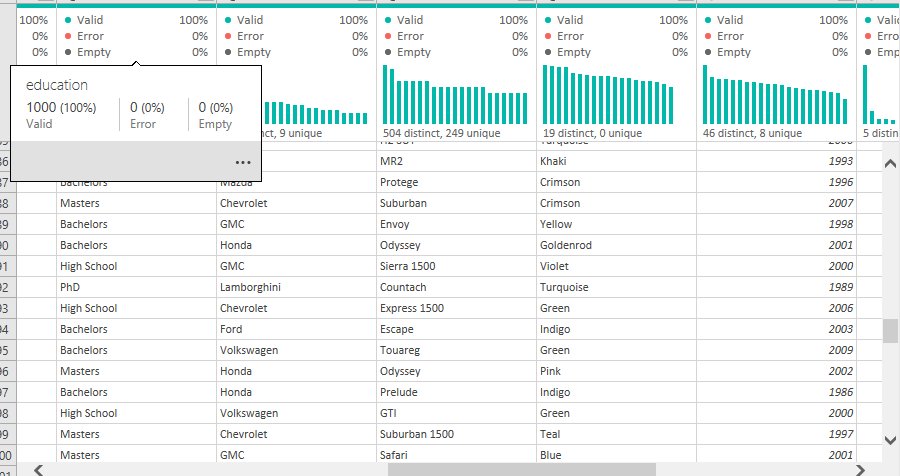 100% Valid 100% Valid 100% Valid 100% Valid 100% Valid 100% Valid
0% Error 0% Error 0% Error 0% Error 0% Error 0% Error
0% Empty 0% Empty 0% Empty 0% Empty 0% Empty 0% Empty
education
1000 (100%) 0 (0%) 0 (0%)
Valid Error Empty
...
nct, 9 unique 504 distinct, 249 unique 19 distinct, 0 unique 46 distinct, 8 unique 5 distin
86 MR2 Khaki 1993
87 Bachelors Mazda Protege Crimson 1996
88 Masters Chevrolet Suburban Crimson 2007
89 Bachelors GMC Envoy Yellow 1998
90 Bachelors Honda Odyssey Goldenrod 2001
91 High School GMC Sierra 1500 Violet 2000
92 PhD Lamborghini Countach Turquoise 1989
93 High School Chevrolet Express 1500 Green 2006
94 Bachelors Ford Escape Indigo 2003
95 Bachelors Volkswagen Touareg Green 2009
96 Masters Honda Odyssey Pink 2002
97 Bachelors Honda Prelude Indigo 1986
98 High School Volkswagen GTI Green 2000
99 Masters Chevrolet Suburban 1500 Teal 1997
00 Masters GMC Safari Blue 2001